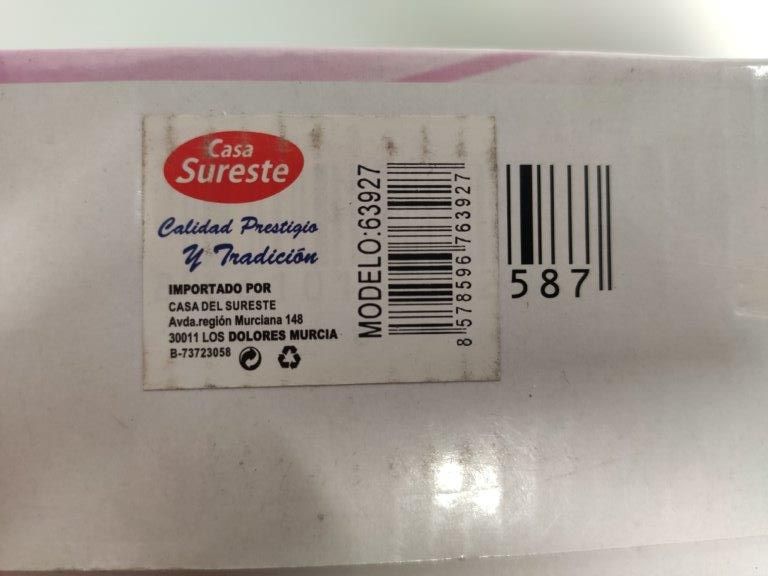 Casa
Sureste
Calidad Prestigio
Y Tradición
IMPORTADO POR
CASA DEL SURESTE
Avda.región Murciana 148
30011 LOS DOLORES MURCIA
B-73723058
MODELO:63927
8 578596 763927
587